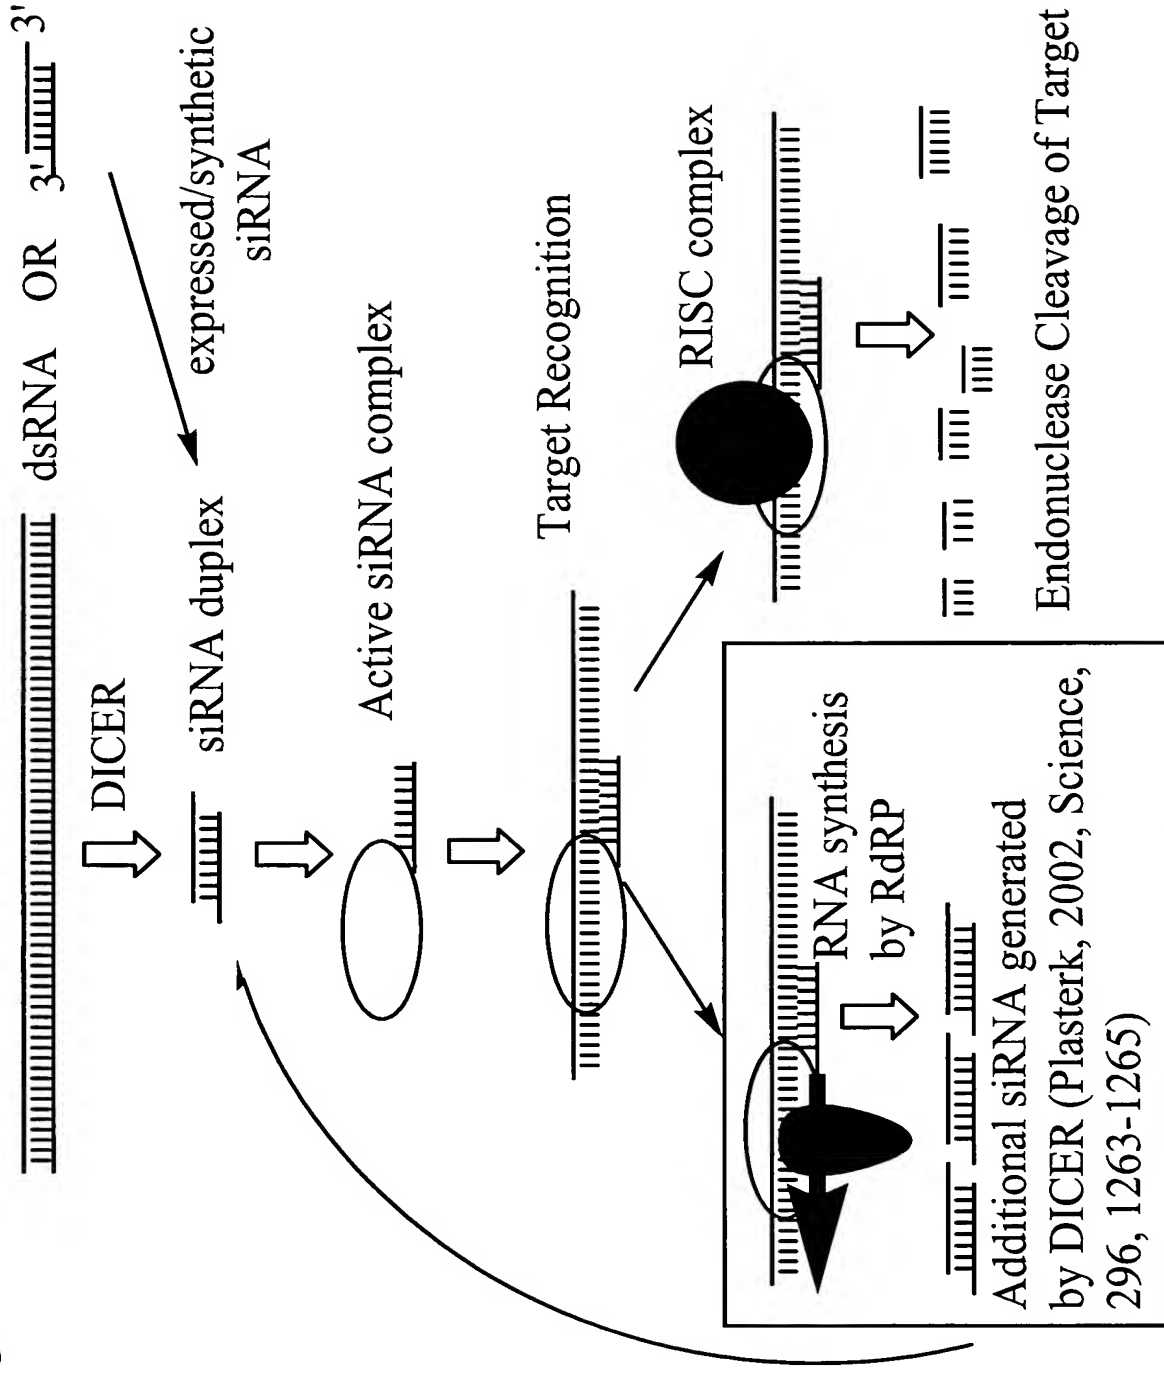 dsRNA OR 3' 3'
DICER
siRNA duplex
expressed/synthetic
siRNA
Active siRNA complex
Target Recognition
RISC complex
RNA synthesis
by RdRP
Additional siRNA generated
by DICER (Plasterk, 2002, Science,
296, 1263-1265)
Endonuclease Cleavage of Target